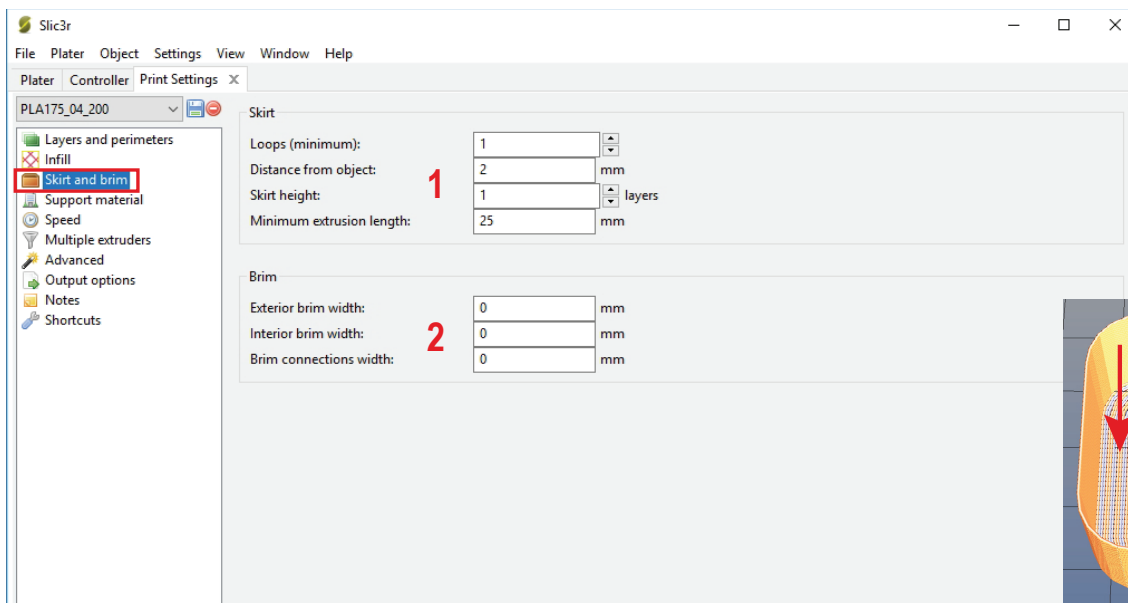 Slic3r
File Plater Object Settings View Window Help
Plater Controller Print Settings X
PLA175_04_200
Layers and perimeters
Infill
Skirt and brim
Support material
Speed
Multiple extruders
Advanced
Output options
Notes
Shortcuts
Skirt
Loops (minimum): 1
Distance from object: 2 mm
Skirt height: 1 layers
Minimum extrusion length: 25 mm
1
Brim
Exterior brim width: 0 mm
Interior brim width: 0 mm
Brim connections width: 0 mm
2